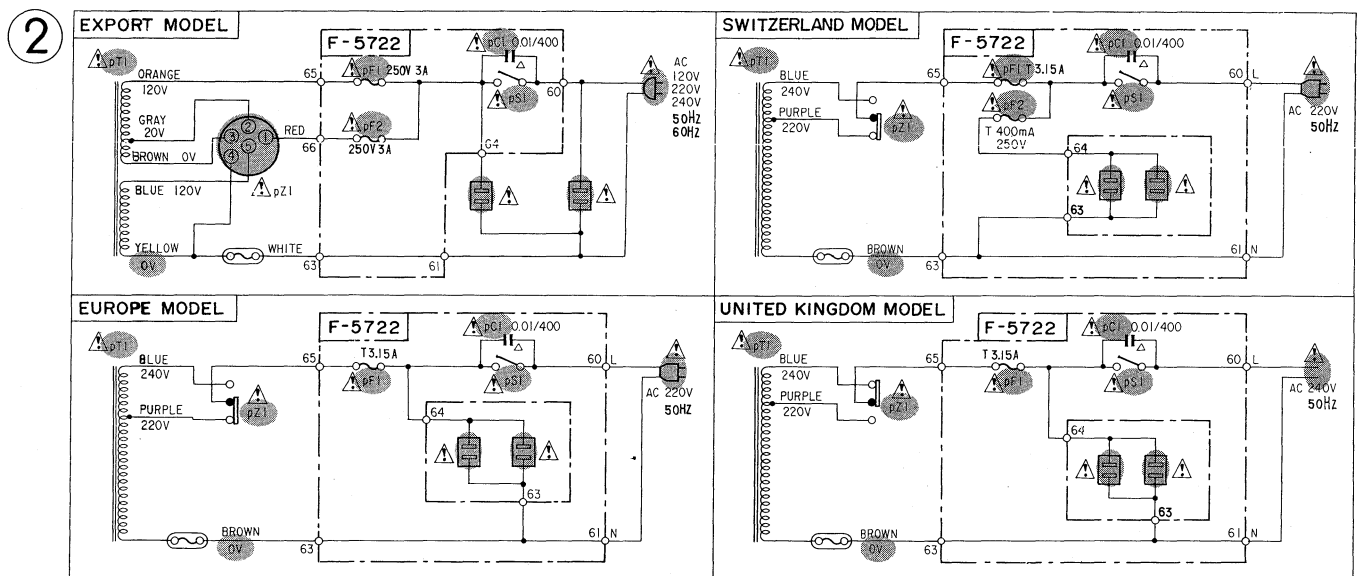 2
EXPORT MODEL
F-5722
pT1
ORANGE
120V
GRAY
20V
BROWN 0V
BLUE 120V
YELLOW
0V
WHITE
RED
1
2
3
4
5
pZ1
65
66
63
pF1 250V 3A
pF2
250V 3A
pC1 0.01/400
pS1
60
64
61
AC
120V
220V
240V
50HZ
60HZ
SWITZERLAND MODEL
F-5722
pT1
BLUE
240V
PURPLE
220V
pZ1
BROWN
0V
65
63
pF1 T 3.15A
pF2
T 400mA
250V
pC1 0.01/400
pS1
64
63
60 L
61 N
AC 220V
50HZ
EUROPE MODEL
F-5722
pT1
BLUE
240V
PURPLE
220V
pZ1
BROWN
0V
65
63
T3.15A
pF1
pC1 0.01/400
pS1
64
63
60 L
61 N
AC 220V
50HZ
UNITED KINGDOM MODEL
F-5722
pT1
BLUE
240V
PURPLE
220V
pZ1
BROWN
0V
65
63
T3.15A
pF1
pC1 0.01/400
pS1
64
63
60 L
61 N
AC 240V
50HZ